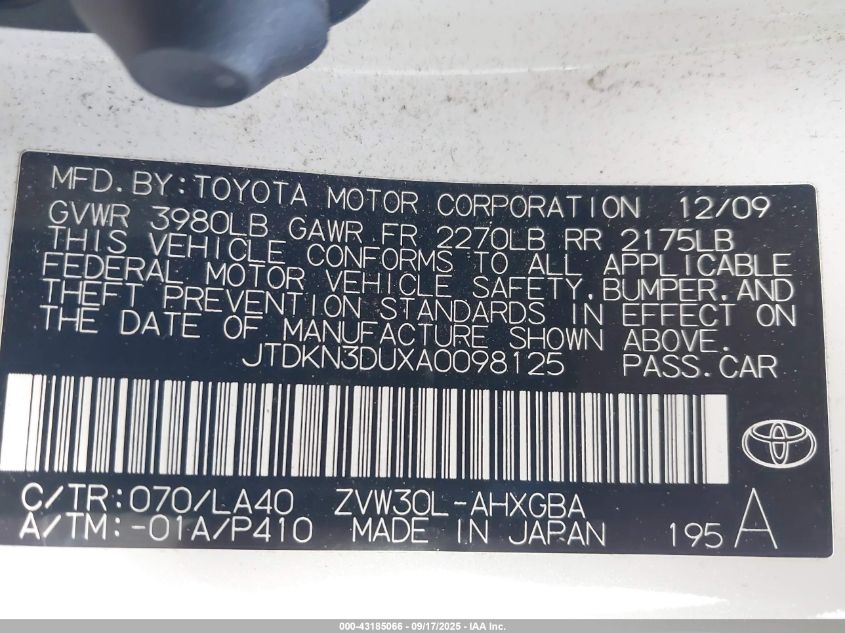 MFD. BY: TOYOTA MOTOR CORPORATION 12/09
GVWR 3980LB GAWR FR 2270LB RR 2175LB
THIS VEHICLE CONFORMS TO ALL APPLICABLE
FEDERAL MOTOR VEHICLE SAFETY, BUMPER, AND
THEFT PREVENTION STANDARDS IN EFFECT ON
THE DATE OF MANUFACTURE SHOWN ABOVE.
JTDKN3DUXA0098125 PASS. CAR
C/TR: 070/LA40 ZVW30L-AHXGBA
A/TM: -01A/P410 MADE IN JAPAN 195 A
000-43185066 - 09/17/2025 - IAA Inc.